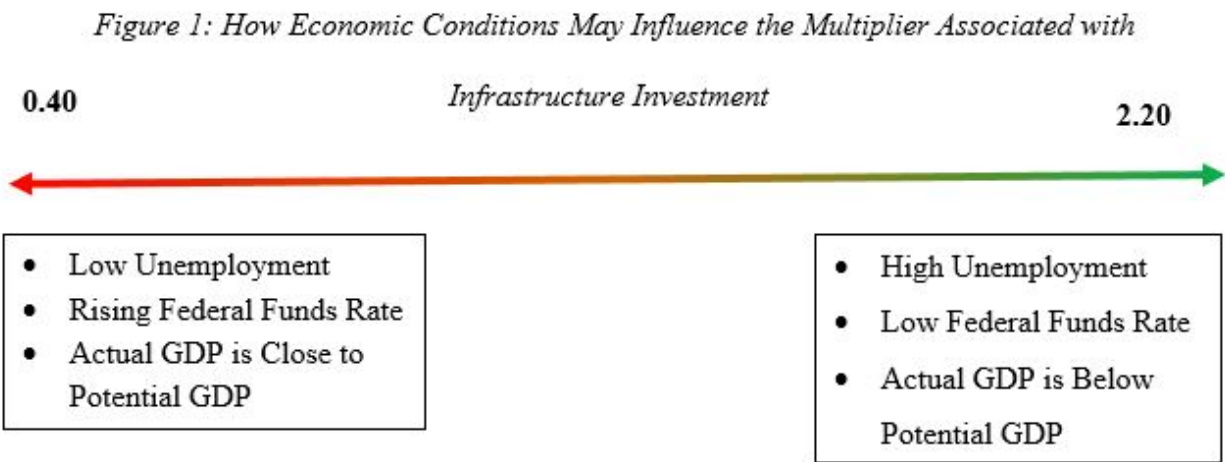 Figure 1: How Economic Conditions May Influence the Multiplier Associated with
Infrastructure Investment
0.40
2.20
• Low Unemployment
• Rising Federal Funds Rate
• Actual GDP is Close to
Potential GDP
• High Unemployment
• Low Federal Funds Rate
• Actual GDP is Below
Potential GDP